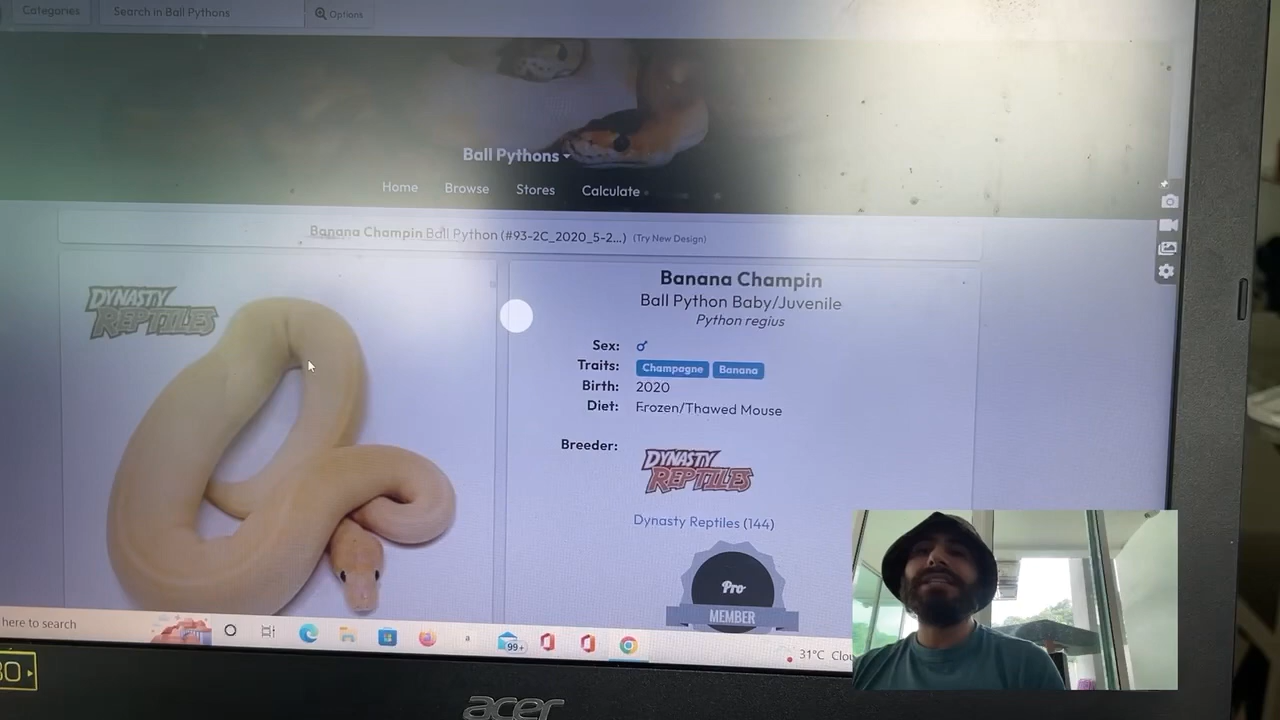 Categories
Search in Ball Pythons
Options
Ball Pythons
Home Browse Stores Calculate
Banana Champin Ball Python (#93-2C_2020_5-2...) (Try New Design)
DYNASTY
REPTILES
Banana Champin
Ball Python Baby/Juvenile
Python regius
Sex: ♂
Traits: Champagne Banana
Birth: 2020
Diet: Frozen/Thawed Mouse
Breeder:
DYNASTY
REPTILES
Dynasty Reptiles (144)
Pro
MEMBER
here to search
a
99+
31°C Clou
acer